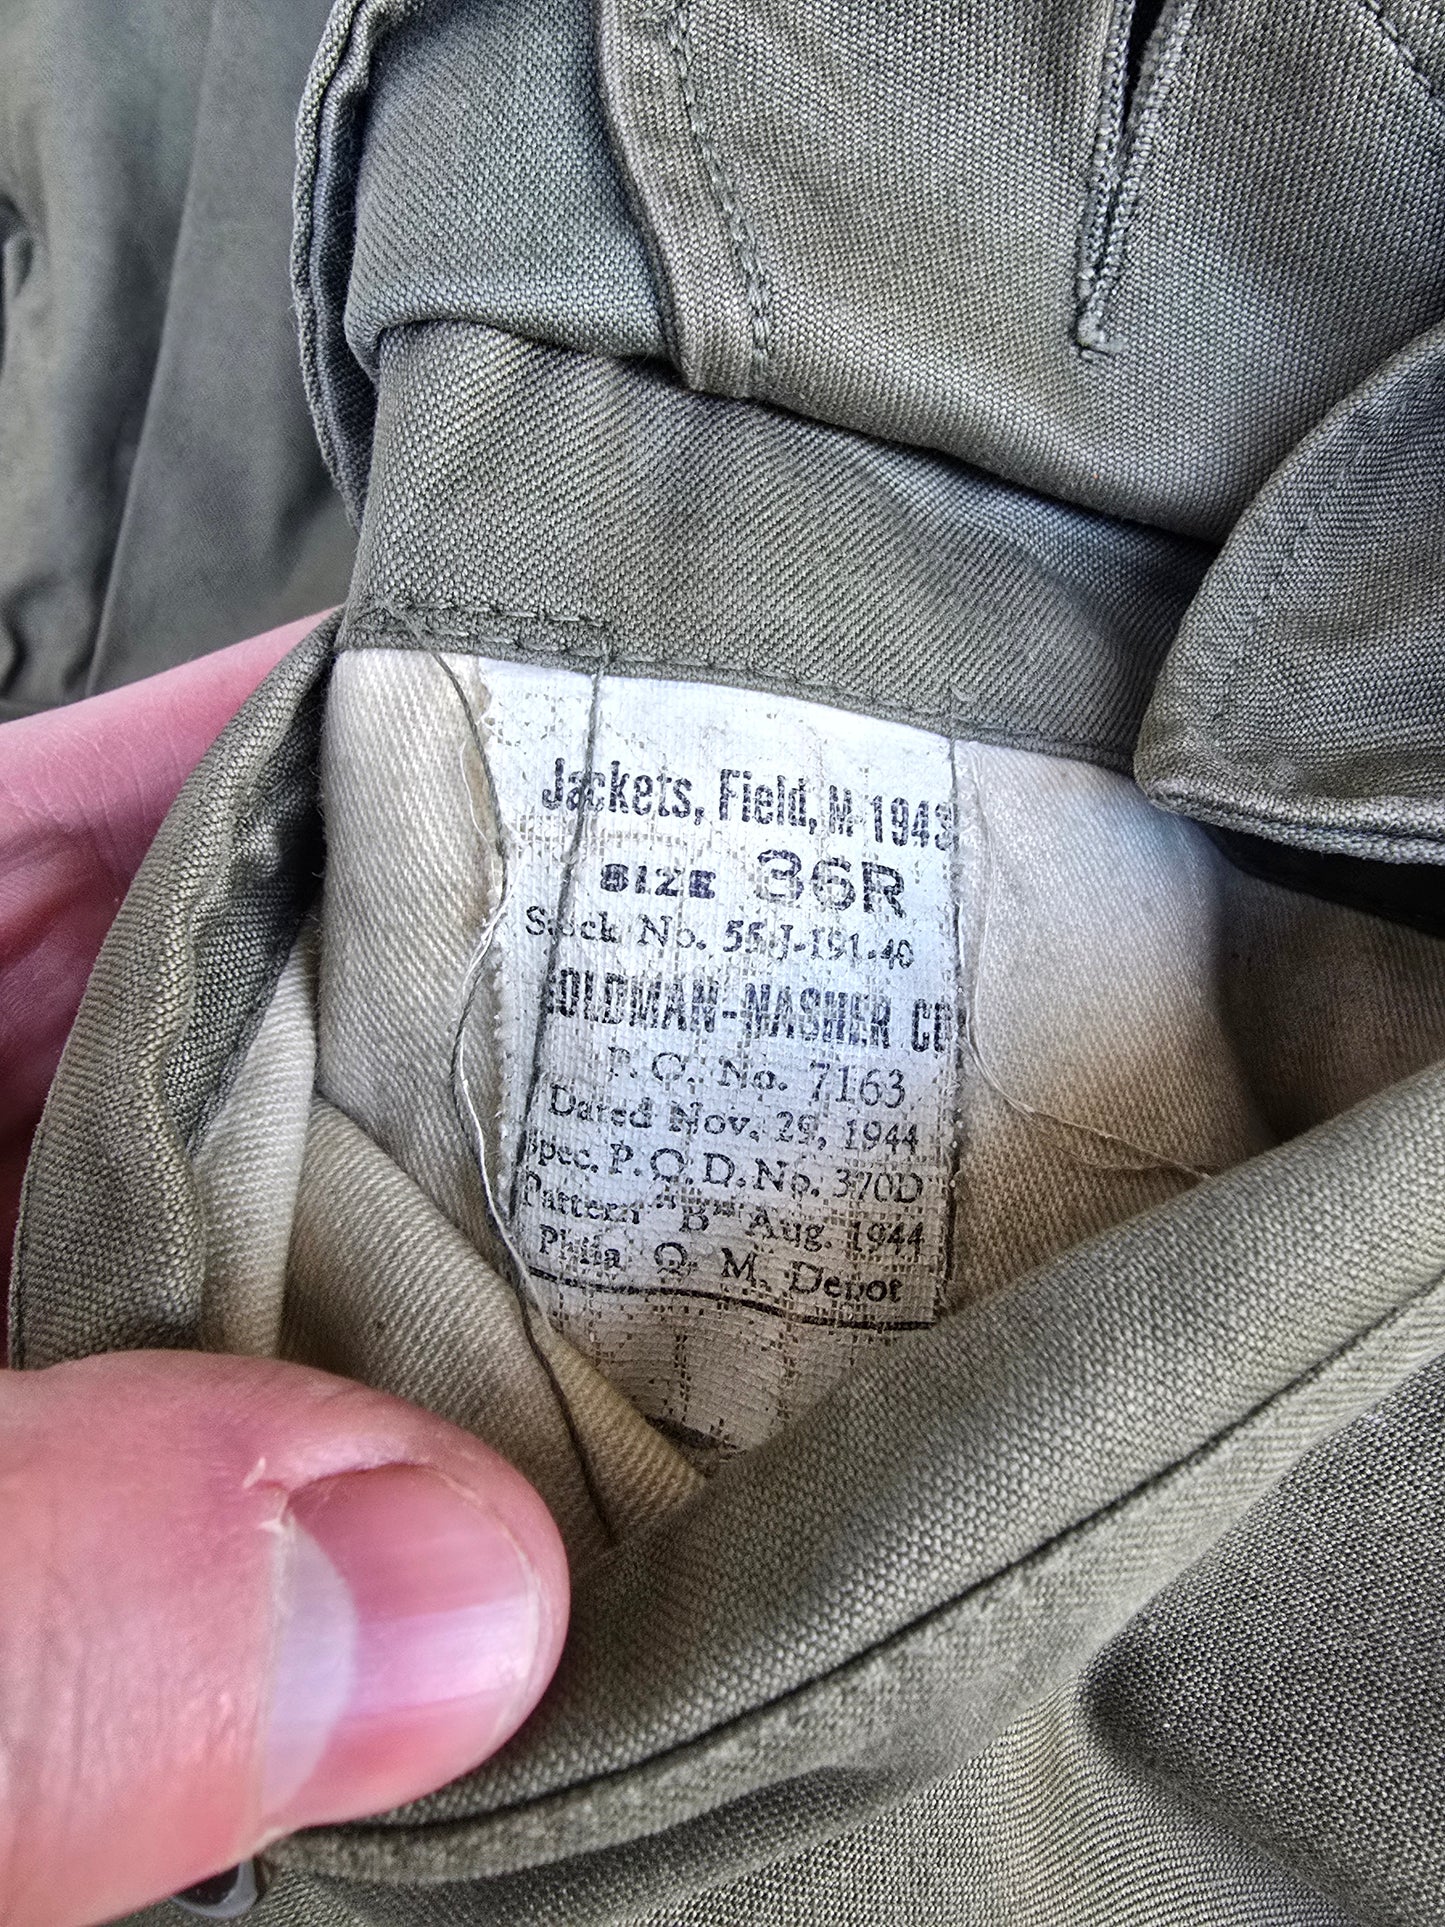 Jackets, Field, M-1943
SIZE 36R
Stock No. 55-J-191-40
GOLDMAN-NASHER CO
P. O. No. 7163
Dated Nov. 29, 1944
Spec. P. Q. D. No. 370D
Pattern "B" Aug. 1944
Phila Q. M. Depot